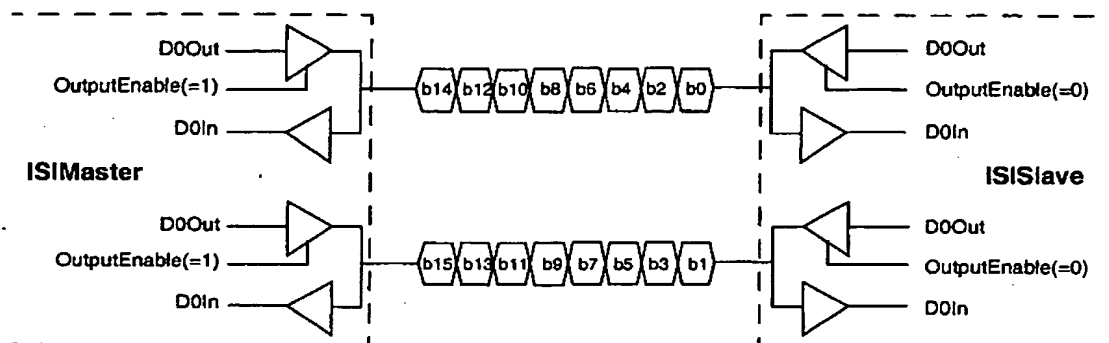 D0Out
D0Out
OutputEnable(=1)
b14 b12 b10 b8 b6 b4 b2 b0
OutputEnable(=0)
D0In
D0In
ISIMaster
ISISlave
D0Out
D0Out
OutputEnable(=1)
b15 b13 b11 b9 b7 b5 b3 b1
OutputEnable(=0)
D0In
D0In